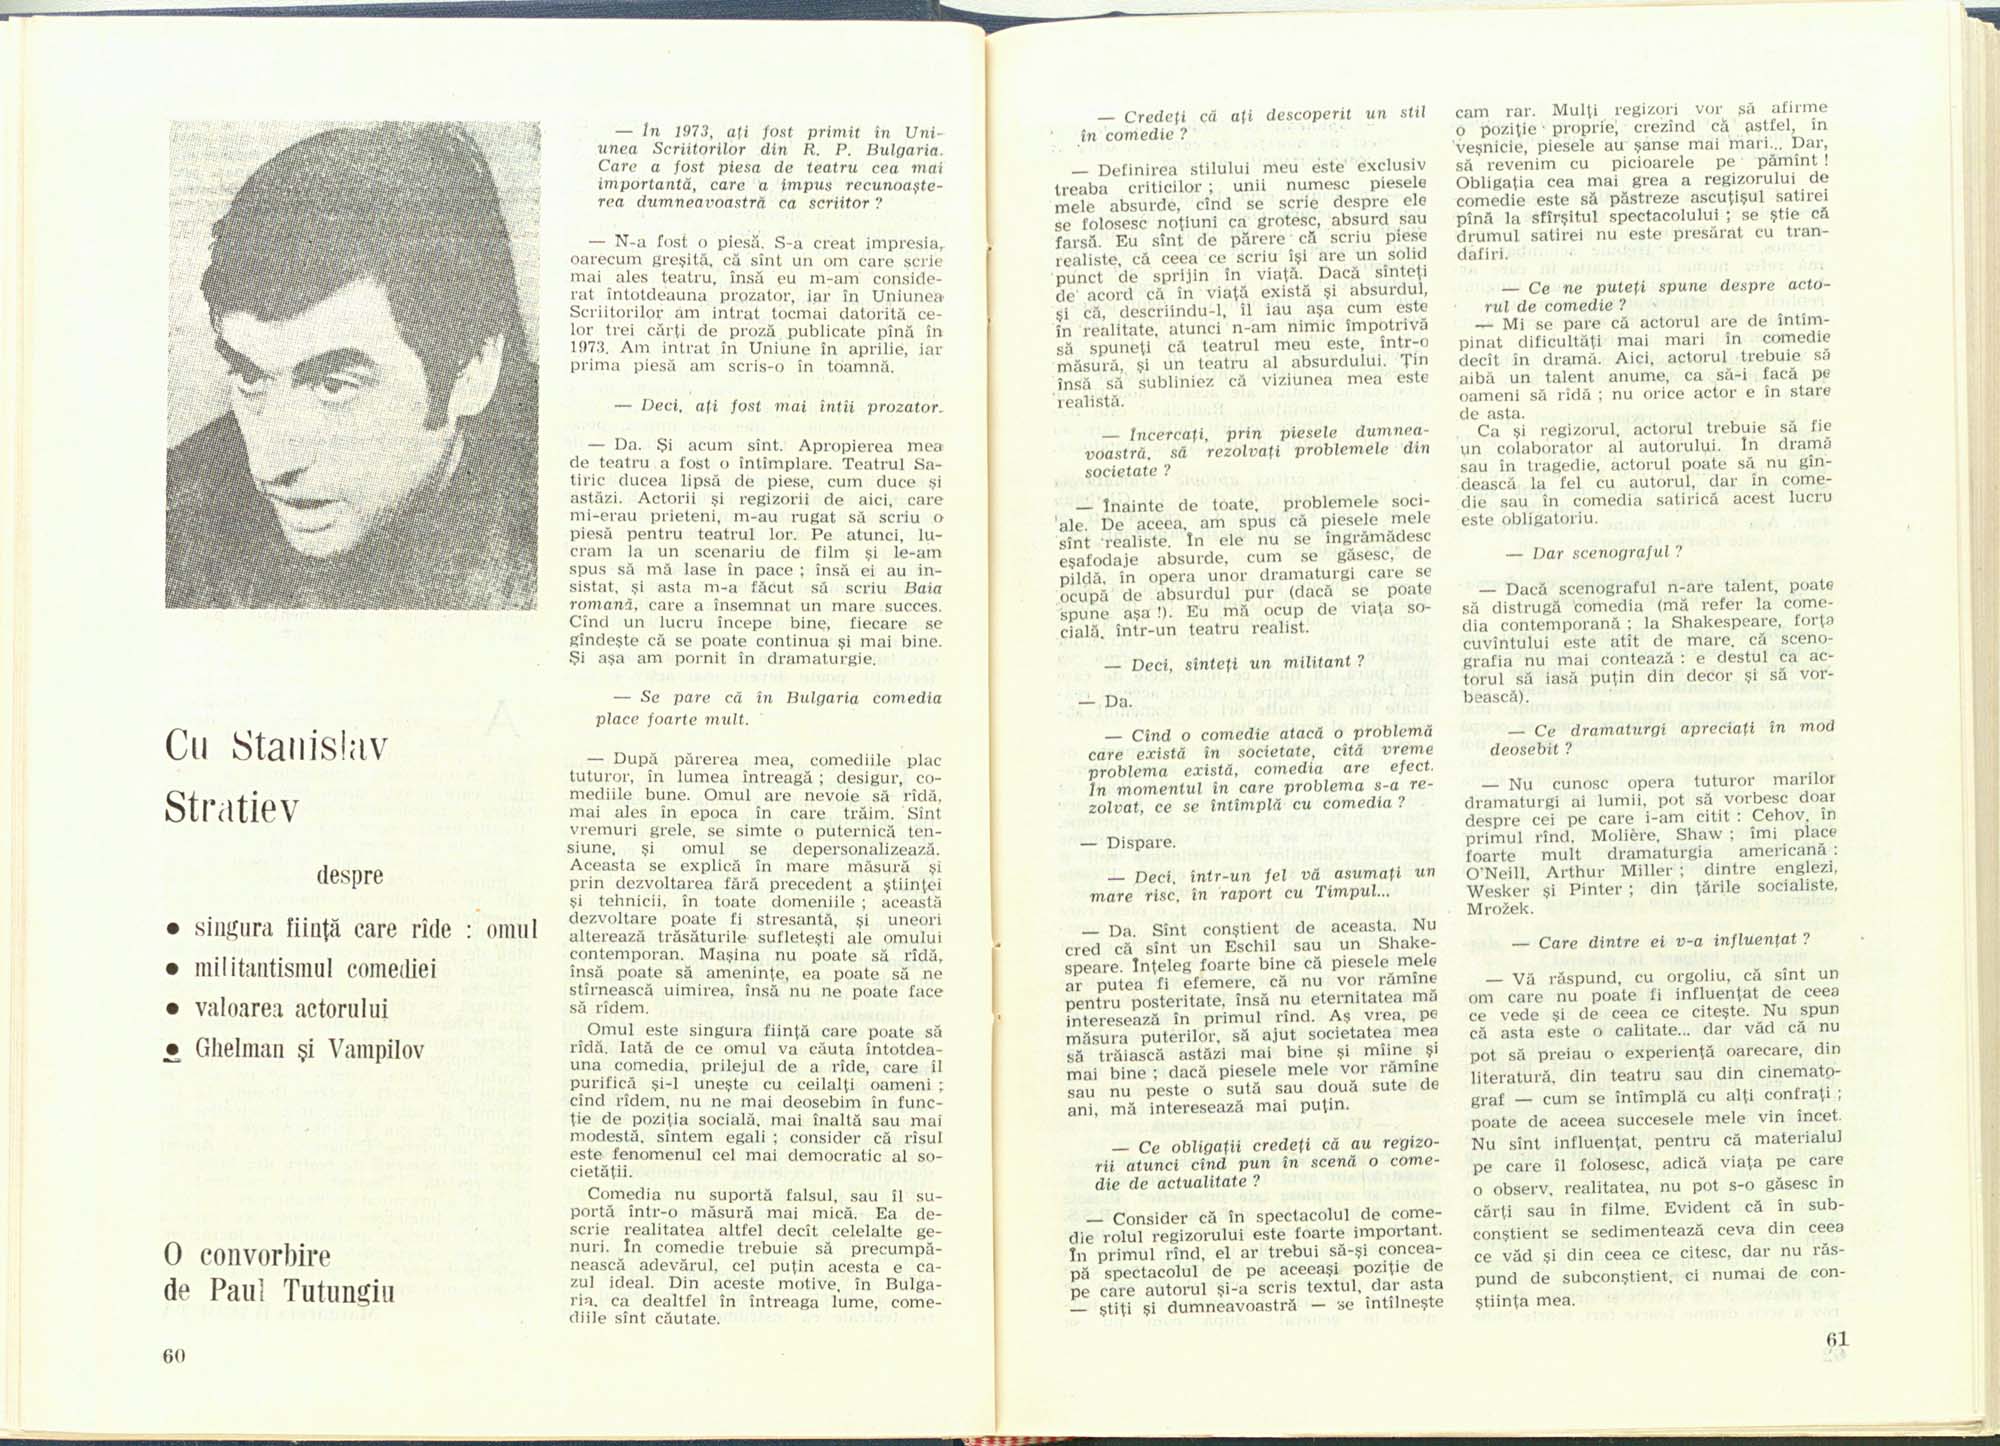 Cu Stanislav
Stratiev
despre
• singura ființă care rîde : omul
• militantismul comediei
• valoarea actorului
• Ghelman și Vampilov
O convorbire
de Paul Tutungiu
60
— În 1973, ați fost primit în Uni-
unea Scriitorilor din R. P. Bulgaria.
Care a fost piesa de teatru cea mai
importantă, care a impus recunoaște-
rea dumneavoastră ca scriitor ?
— N-a fost o piesă. S-a creat impresia,
oarecum greșită, că sînt un om care scrie
mai ales teatru, însă eu m-am conside-
rat întotdeauna prozator, iar în Uniunea
Scriitorilor am intrat tocmai datorită ce-
lor trei cărți de proză publicate pînă în
1973. Am intrat în Uniune în aprilie, iar
prima piesă am scris-o în toamnă.
— Deci, ați fost mai întîi prozator.
— Da. Și acum sînt. Apropierea mea
de teatru a fost o întîmplare. Teatrul Sa-
tiric ducea lipsă de piese, cum duce și
astăzi. Actorii și regizorii de aici, care
mi-erau prieteni, m-au rugat să scriu o
piesă pentru teatrul lor. Pe atunci, lu-
cram la un scenariu de film și le-am
spus să mă lase în pace ; însă ei au in-
sistat, și asta m-a făcut să scriu Baia
romană, care a însemnat un mare succes.
Cînd un lucru începe bine, fiecare se
gîndește că se poate continua și mai bine.
Și așa am pornit în dramaturgie.
— Se pare că în Bulgaria comedia
place foarte mult.
— După părerea mea, comediile plac
tuturor, în lumea întreagă ; desigur, co-
mediile bune. Omul are nevoie să rîdă,
mai ales în epoca în care trăim. Sînt
vremuri grele, se simte o puternică ten-
siune, și omul se depersonalizează.
Aceasta se explică în mare măsură și
prin dezvoltarea fără precedent a științei
și tehnicii, în toate domeniile ; această
dezvoltare poate fi stresantă, și uneori
alterează trăsăturile sufletești ale omului
contemporan. Mașina nu poate să rîdă,
însă poate să amenințe, ea poate să ne
stîrnească uimirea, însă nu ne poate face
să rîdem.
Omul este singura ființă care poate să
rîdă. Iată de ce omul va căuta întotdea-
una comedia, prilejul de a rîde, care îl
purifică și-l unește cu ceilalți oameni ;
cînd rîdem, nu ne mai deosebim în func-
ție de poziția socială, mai înaltă sau mai
modestă, sîntem egali ; consider că rîsul
este fenomenul cel mai democratic al so-
cietății.
Comedia nu suportă falsul, sau îl su-
portă într-o măsură mai mică. Ea de-
scrie realitatea altfel decît celelalte ge-
nuri. În comedie trebuie să precumpă-
nească adevărul, cel puțin acesta e ca-
zul ideal. Din aceste motive, în Bulga-
ria, ca dealtfel în întreaga lume, come-
diile sînt căutate.
— Credeți că ați descoperit un stil
în comedie ?
— Definirea stilului meu este exclusiv
treaba criticilor ; unii numesc piesele
mele absurde, cînd se scrie despre ele
se folosesc noțiuni ca grotesc, absurd sau
farsă. Eu sînt de părere că scriu piese
realiste, că ceea ce scriu își are un solid
punct de sprijin în viață. Dacă sînteți
de acord că în viață există și absurdul,
și că, descriindu-l, îl iau așa cum este
în realitate, atunci n-am nimic împotrivă
să spuneți că teatrul meu este, într-o
măsură, și un teatru al absurdului. Țin
însă să subliniez că viziunea mea este
realistă.
— Încercați, prin piesele dumnea-
voastră, să rezolvați problemele din
societate ?
— Înainte de toate, problemele soci-
ale. De aceea, am spus că piesele mele
sînt realiste. În ele nu se îngrămădesc
eșafodaje absurde, cum se găsesc, de
pildă, în opera unor dramaturgi care se
ocupă de absurdul pur (dacă se poate
spune așa !). Eu mă ocup de viața so-
cială, într-un teatru realist.
— Deci, sînteți un militant ?
— Da.
— Cînd o comedie atacă o problemă
care există în societate, cîtă vreme
problema există, comedia are efect.
În momentul în care problema s-a re-
zolvat, ce se întîmplă cu comedia ?
— Dispare.
— Deci, într-un fel vă asumați un
mare risc, în raport cu Timpul...
— Da. Sînt conștient de aceasta. Nu
cred că sînt un Eschil sau un Shake-
speare. Înțeleg foarte bine că piesele mele
ar putea fi efemere, că nu vor rămîne
pentru posteritate, însă nu eternitatea mă
interesează în primul rînd. Aș vrea, pe
măsura puterilor, să ajut societatea mea
să trăiască astăzi mai bine și mîine și
mai bine ; dacă piesele mele vor rămîne
sau nu peste o sută sau două sute de
ani, mă interesează mai puțin.
— Ce obligații credeți că au regizo-
rii atunci cînd pun în scenă o come-
die de actualitate ?
— Consider că în spectacolul de come-
die rolul regizorului este foarte important.
În primul rînd, el ar trebui să-și concea-
pă spectacolul de pe aceeași poziție de
pe care autorul și-a scris textul, dar asta
— știți și dumneavoastră — se întîlnește
cam rar. Mulți regizori vor să afirme
o poziție proprie, crezînd că astfel, în
veșnicie, piesele au șanse mai mari... Dar,
să revenim cu picioarele pe pămînt !
Obligația cea mai grea a regizorului de
comedie este să păstreze ascuțișul satirei
pînă la sfîrșitul spectacolului ; se știe că
drumul satirei nu este presărat cu tran-
dafiri.
— Ce ne puteți spune despre acto-
rul de comedie ?
— Mi se pare că actorul are de întîm-
pinat dificultăți mai mari în comedie
decît în dramă. Aici, actorul trebuie să
aibă un talent anume, ca să-i facă pe
oameni să rîdă ; nu orice actor e în stare
de asta.
Ca și regizorul, actorul trebuie să fie
un colaborator al autorului. În dramă
sau în tragedie, actorul poate să nu gîn-
dească la fel cu autorul, dar în come-
die sau în comedia satirică acest lucru
este obligatoriu.
— Dar scenograful ?
— Dacă scenograful n-are talent, poate
să distrugă comedia (mă refer la come-
dia contemporană ; la Shakespeare, forța
cuvîntului este atît de mare, că sceno-
grafia nu mai contează : e destul ca ac-
torul să iasă puțin din decor și să vor-
bească).
— Ce dramaturgi apreciați în mod
deosebit ?
— Nu cunosc opera tuturor marilor
dramaturgi ai lumii, pot să vorbesc doar
despre cei pe care i-am citit : Cehov, în
primul rînd, Molière, Shaw ; îmi place
foarte mult dramaturgia americană :
O'Neill, Arthur Miller ; dintre englezi,
Wesker și Pinter ; din țările socialiste,
Mrožek.
— Care dintre ei v-a influențat ?
— Vă răspund, cu orgoliu, că sînt un
om care nu poate fi influențat de ceea
ce vede și de ceea ce citește. Nu spun
că asta este o calitate... dar văd că nu
pot să preiau o experiență oarecare, din
literatură, din teatru sau din cinemato-
graf — cum se întîmplă cu alți confrați ;
poate de aceea succesele mele vin încet.
Nu sînt influențat, pentru că materialul
pe care îl folosesc, adică viața pe care
o observ, realitatea, nu pot s-o găsesc în
cărți sau în filme. Evident că în sub-
conștient se sedimentează ceva din ceea
ce văd și din ceea ce citesc, dar nu răs-
pund de subconștient, ci numai de con-
știința mea.
61